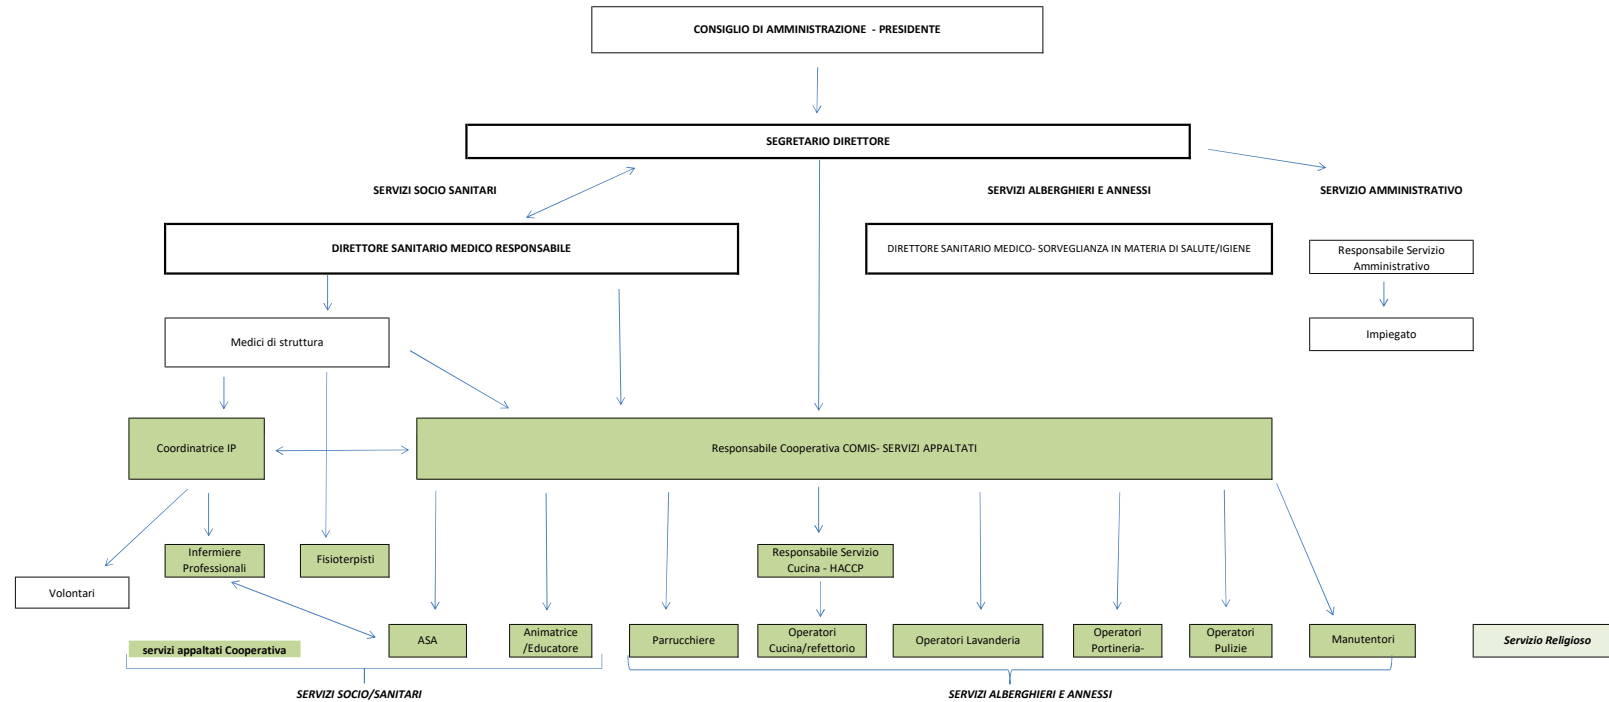 CONSIGLIO DI AMMINISTRAZIONE - PRESIDENTE
SEGRETARIO DIRETTORE
SERVIZI SOCIO SANITARI
SERVIZI ALBERGHIERI E ANNESSI
SERVIZIO AMMINISTRATIVO
DIRETTORE SANITARIO MEDICO RESPONSABILE
DIRETTORE SANITARIO MEDICO- SORVEGLIANZA IN MATERIA DI SALUTE/IGIENE
Responsabile Servizio
Amministrativo
Medici di struttura
Impiegato
Coordinatrice IP
Responsabile Cooperativa COMIS- SERVIZI APPALTATI
Infermiere
Professionali
Fisioterpisti
Responsabile Servizio
Cucina - HACCP
Volontari
ASA
Animatrice
/Educatore
Parrucchiere
Operatori
Cucina/refettorio
Operatori Lavanderia
Operatori
Portineria-
Operatori
Pulizie
Manutentori
Servizio Religioso
servizi appaltati Cooperativa
SERVIZI SOCIO/SANITARI
SERVIZI ALBERGHIERI E ANNESSI